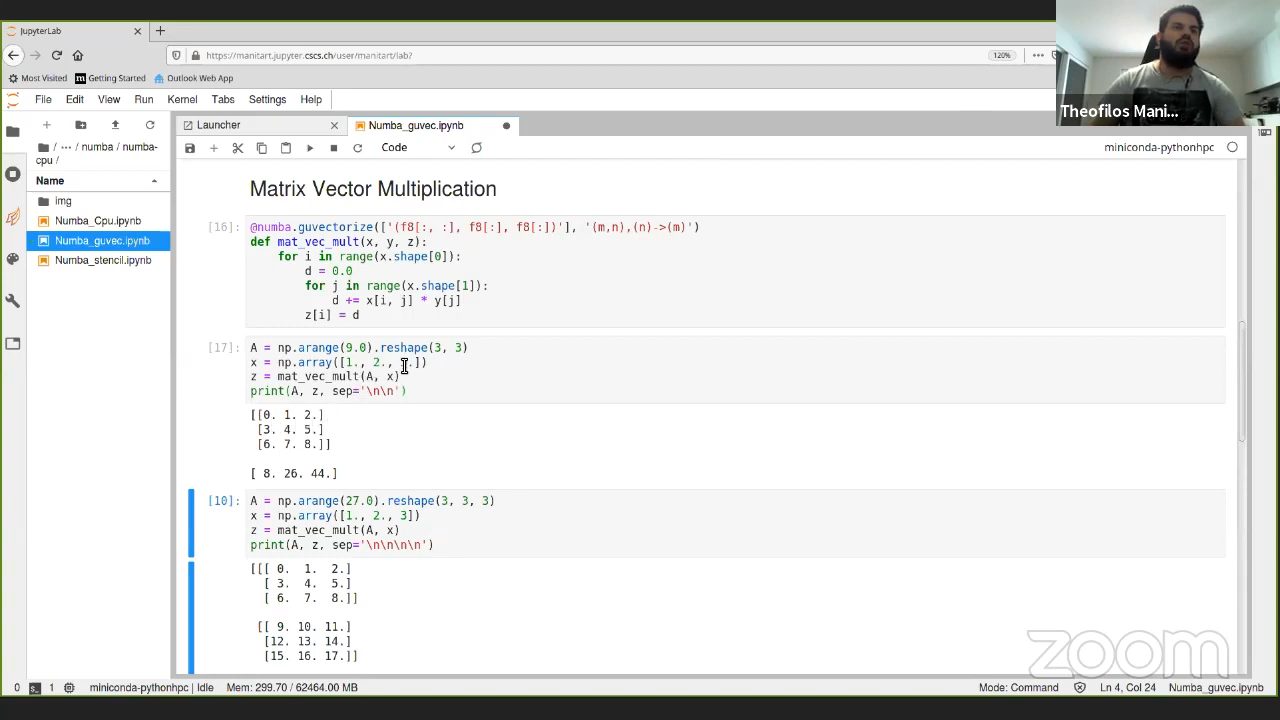 JupyterLab
https://manitart.jupyter.cscs.ch/user/manitart/lab?
120%
Most Visited
Getting Started
Outlook Web App
Theofilos Mani...
File Edit View Run Kernel Tabs Settings Help
Launcher
Numba_guvec.ipynb
/ ... / numba / numba-
cpu /
Code
miniconda-pythonhpc
Name
img
Numba_Cpu.ipynb
Numba_guvec.ipynb
Numba_stencil.ipynb
Matrix Vector Multiplication
[16]: @numba.guvectorize(['(f8[:, :], f8[:], f8[:])'], '(m,n),(n)->(m)')
def mat_vec_mult(x, y, z):
for i in range(x.shape[0]):
d = 0.0
for j in range(x.shape[1]):
d += x[i, j] * y[j]
z[i] = d
[17]: A = np.arange(9.0).reshape(3, 3)
x = np.array([1., 2., .])
z = mat_vec_mult(A, x)
print(A, z, sep='\n\n')
[[0. 1. 2.]
[3. 4. 5.]
[6. 7. 8.]]
[ 8. 26. 44.]
[10]: A = np.arange(27.0).reshape(3, 3, 3)
x = np.array([1., 2., 3])
z = mat_vec_mult(A, x)
print(A, z, sep='\n\n\n\n')
[[[ 0. 1. 2.]
[ 3. 4. 5.]
[ 6. 7. 8.]]
[[ 9. 10. 11.]
[12. 13. 14.]
[15. 16. 17.]]
zoom
0 1 miniconda-pythonhpc | Idle Mem: 299.70 / 62464.00 MB Mode: Command Ln 4, Col 24 Numba_guvec.ipynb